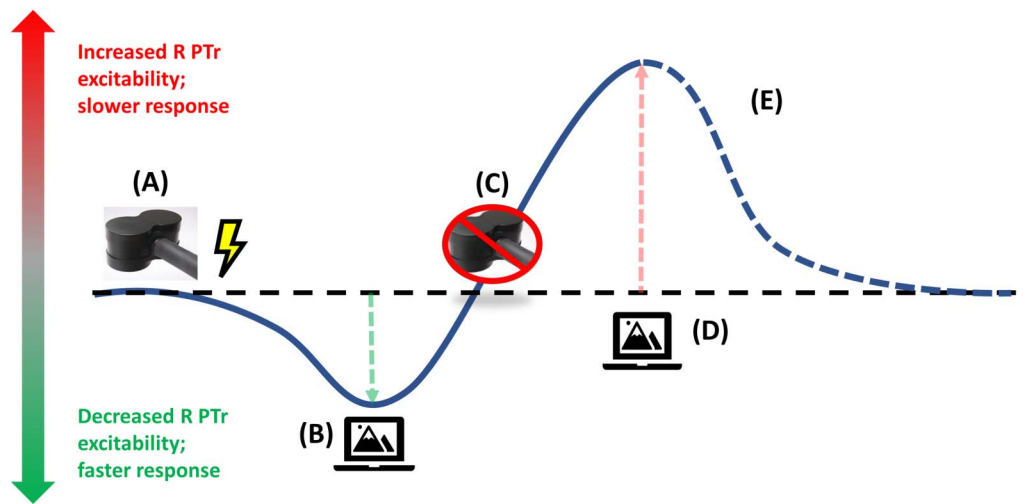 Increased R PTr
excitability;
slower response
(A)
(C)
(E)
(D)
(B)
Decreased R PTr
excitability;
faster response